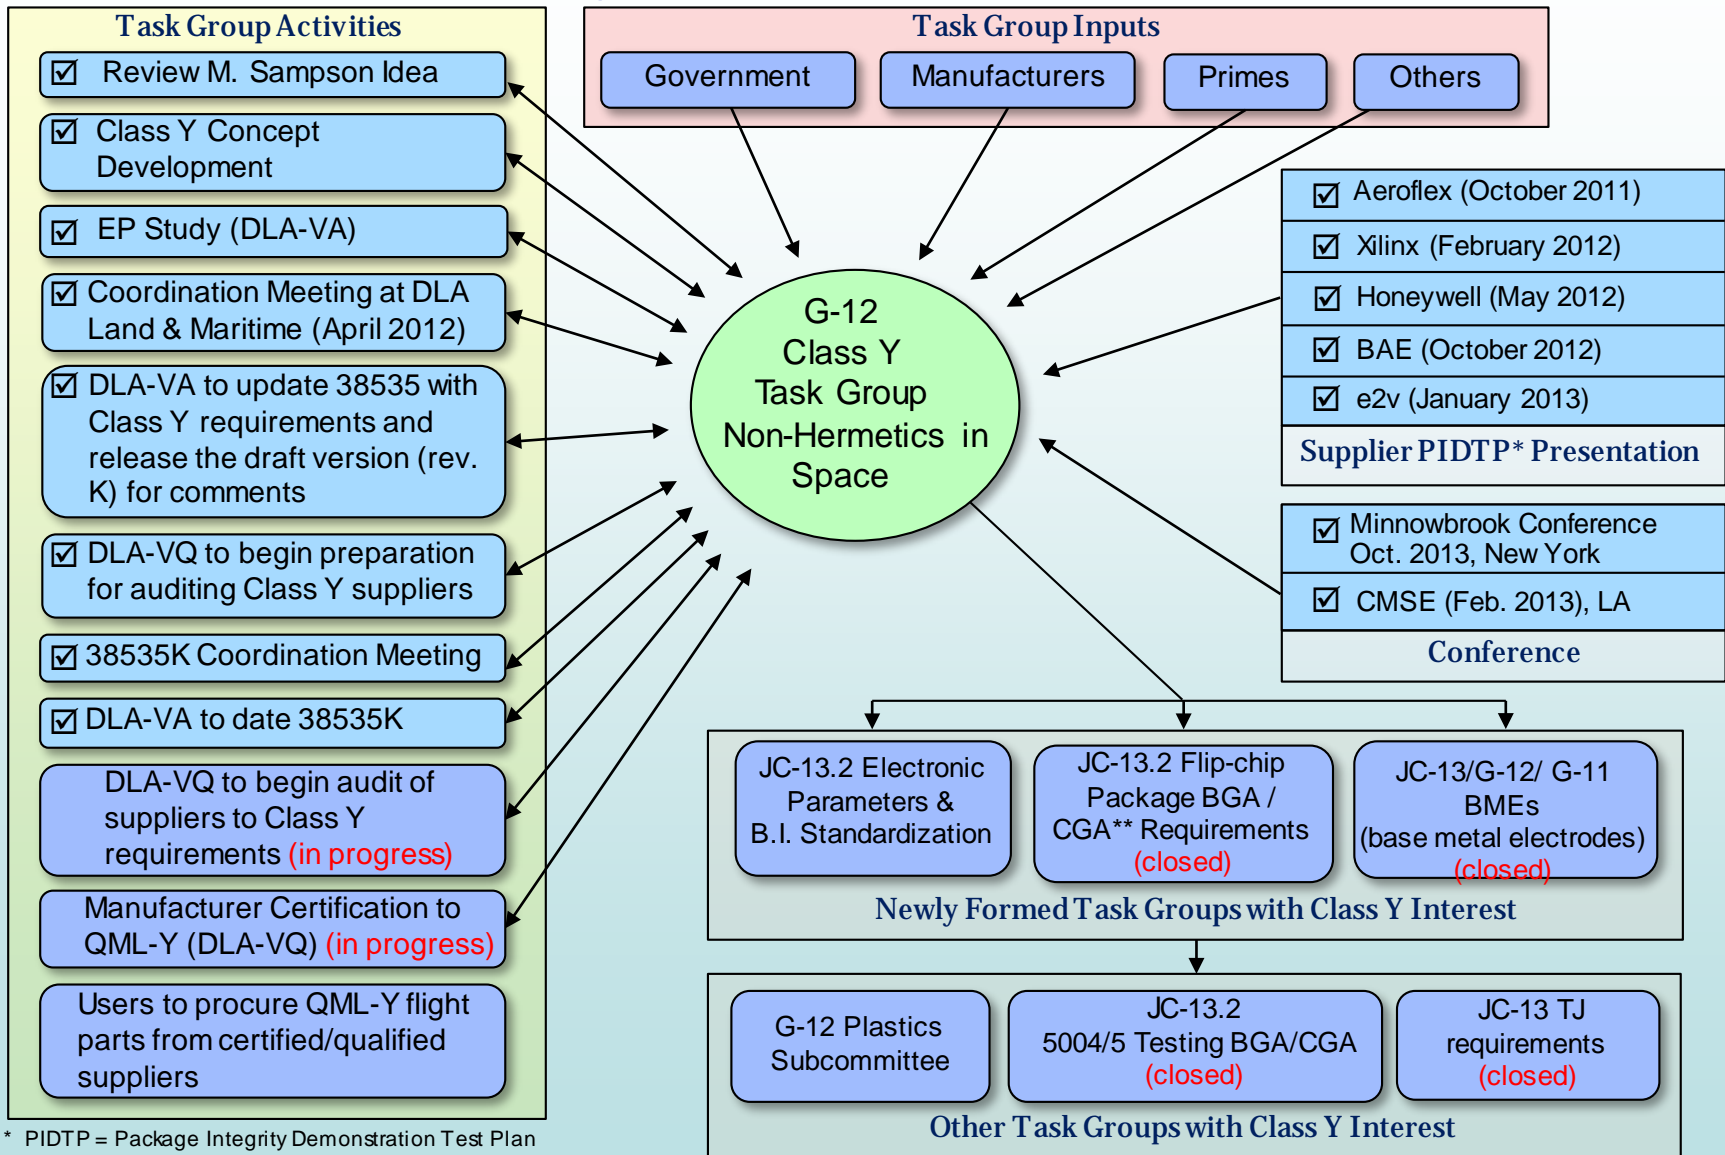 Task Group Activities
☑ Review M. Sampson Idea
☑ Class Y Concept
Development
☑ EP Study (DLA-VA)
☑ Coordination Meeting at DLA
Land & Maritime (April 2012)
☑ DLA-VA to update 38535 with
Class Y requirements and
release the draft version (rev.
K) for comments
☑ DLA-VQ to begin preparation
for auditing Class Y suppliers
☑ 38535K Coordination Meeting
☑ DLA-VA to date 38535K
DLA-VQ to begin audit of
suppliers to Class Y
requirements (in progress)
Manufacturer Certification to
QML-Y (DLA-VQ) (in progress)
Users to procure QML-Y flight
parts from certified/qualified
suppliers
* PIDTP = Package Integrity Demonstration Test Plan
Task Group Inputs
Government
Manufacturers
Primes
Others
G-12
Class Y
Task Group
Non-Hermetics in
Space
☑ Aeroflex (October 2011)
☑ Xilinx (February 2012)
☑ Honeywell (May 2012)
☑ BAE (October 2012)
☑ e2v (January 2013)
Supplier PIDTP* Presentation
☑ Minnowbrook Conference
Oct. 2013, New York
☑ CMSE (Feb. 2013), LA
Conference
JC-13.2 Electronic
Parameters &
B.I. Standardization
JC-13.2 Flip-chip
Package BGA /
CGA** Requirements
(closed)
JC-13/G-12/ G-11
BMEs
(base metal electrodes)
(closed)
Newly Formed Task Groups with Class Y Interest
G-12 Plastics
Subcommittee
JC-13.2
5004/5 Testing BGA/CGA
(closed)
JC-13 TJ
requirements
(closed)
Other Task Groups with Class Y Interest